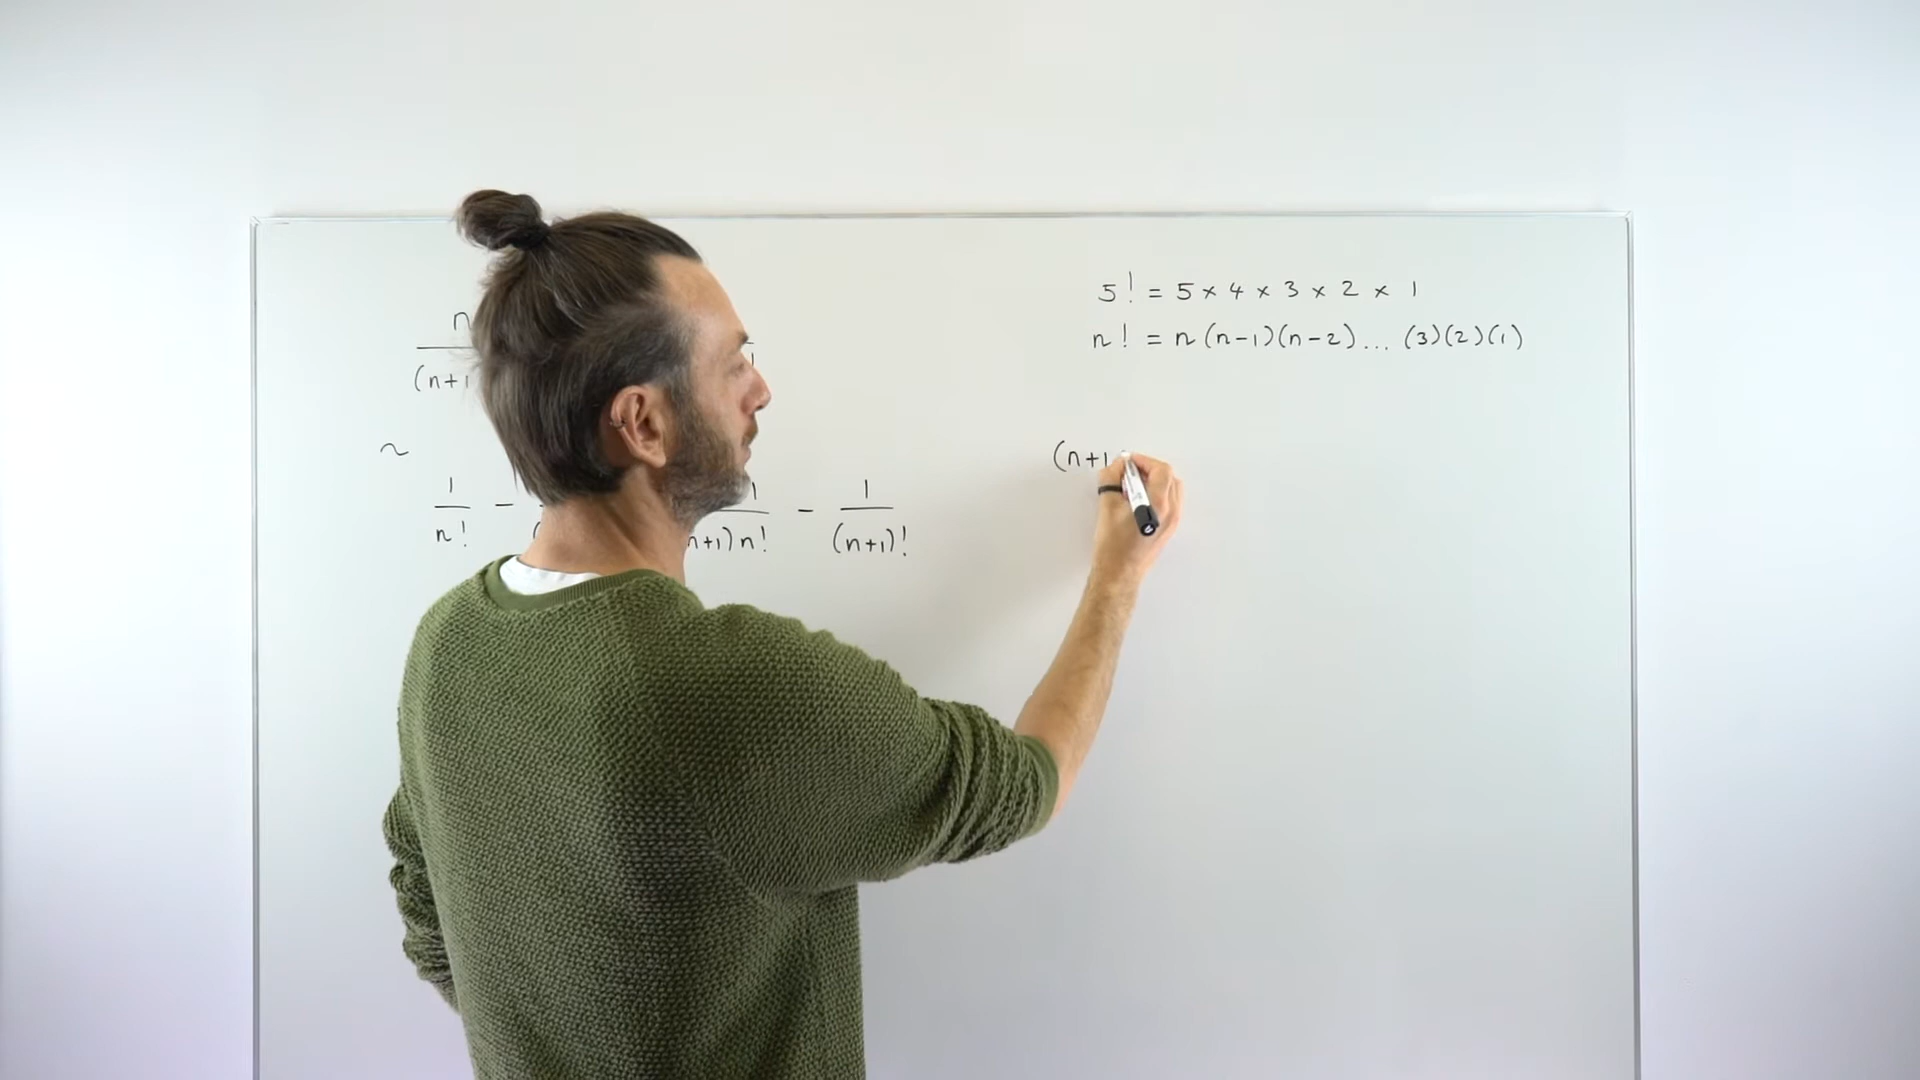 5! = 5 × 4 × 3 × 2 × 1
n! = n(n-1)(n-2)... (3)(2)(1)
n
(n+1
~
1/n! - 1/(n+1)n! - 1/(n+1)!
(n+1